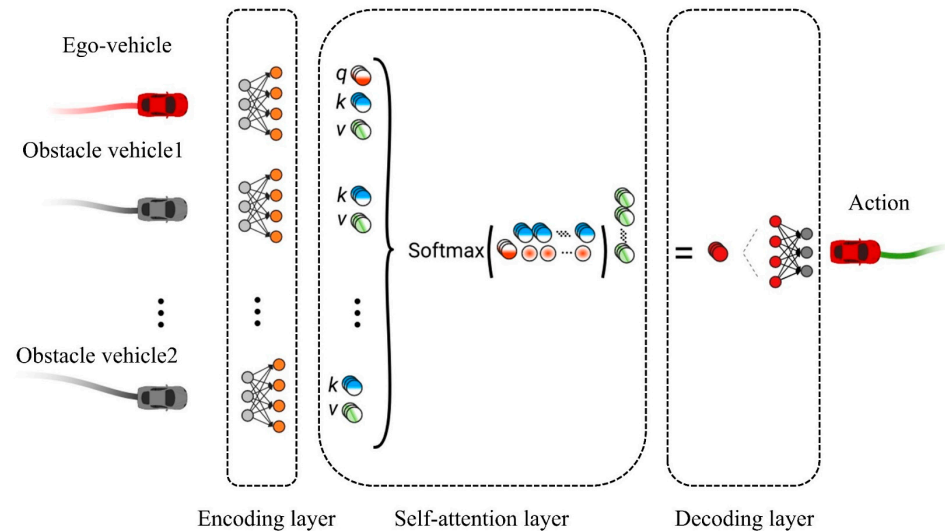 Ego-vehicle
q
k
v
Obstacle vehicle1
k
v
Softmax
=
Action
Obstacle vehicle2
k
v
Encoding layer
Self-attention layer
Decoding layer